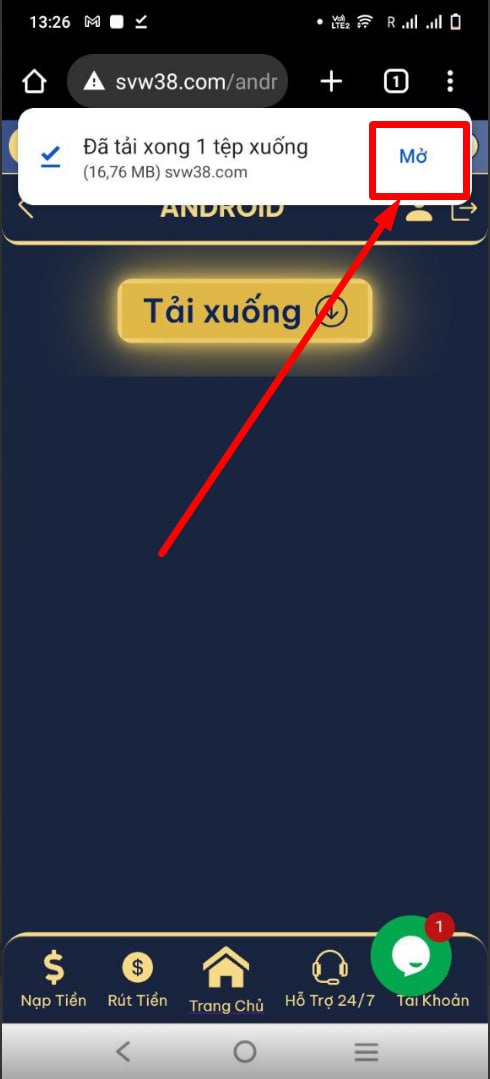 13:26
Vo) LTE2 R
svw38.com/andr
1
Đã tải xong 1 tệp xuống
Mở
(16,76 MB) svw38.com
ANDROID
Tải xuống
1
Nạp Tiền Rút Tiền Trang Chủ Hỗ Trợ 24/7 Tài Khoản